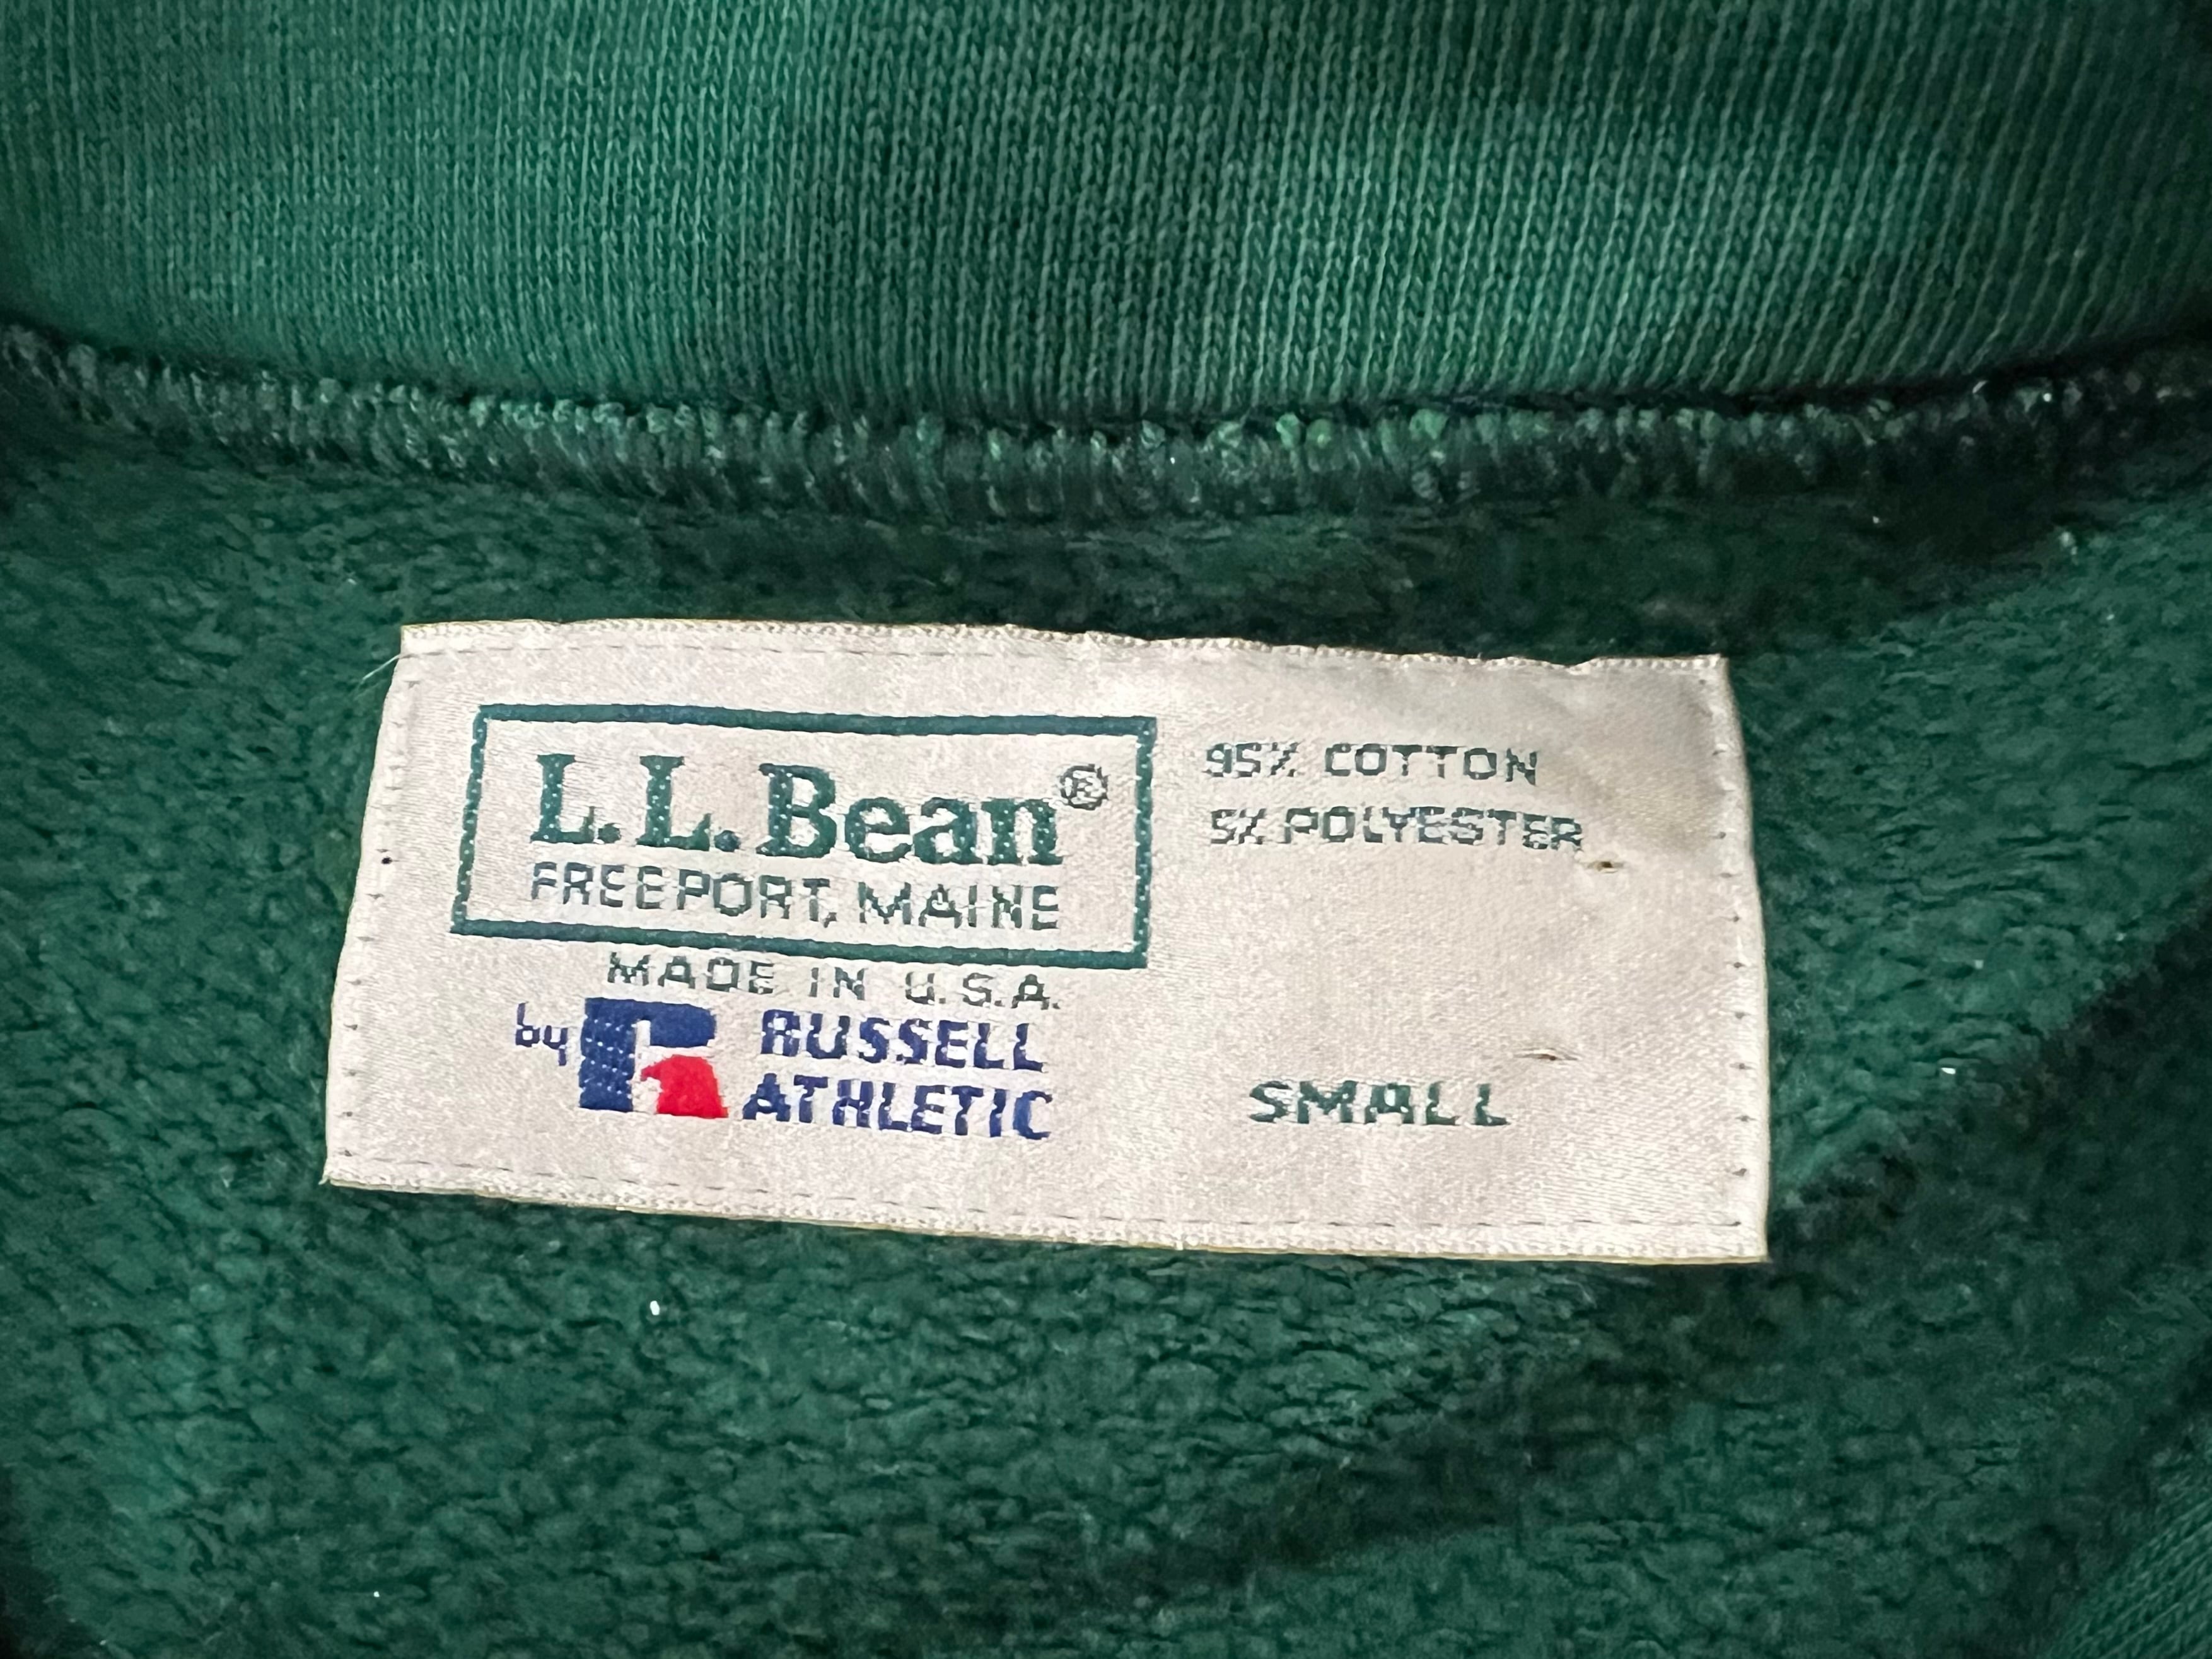 L.L.Bean®
FREEPORT, MAINE
MADE IN U.S.A.
by RUSSELL
ATHLETIC
95% COTTON
5% POLYESTER
SMALL